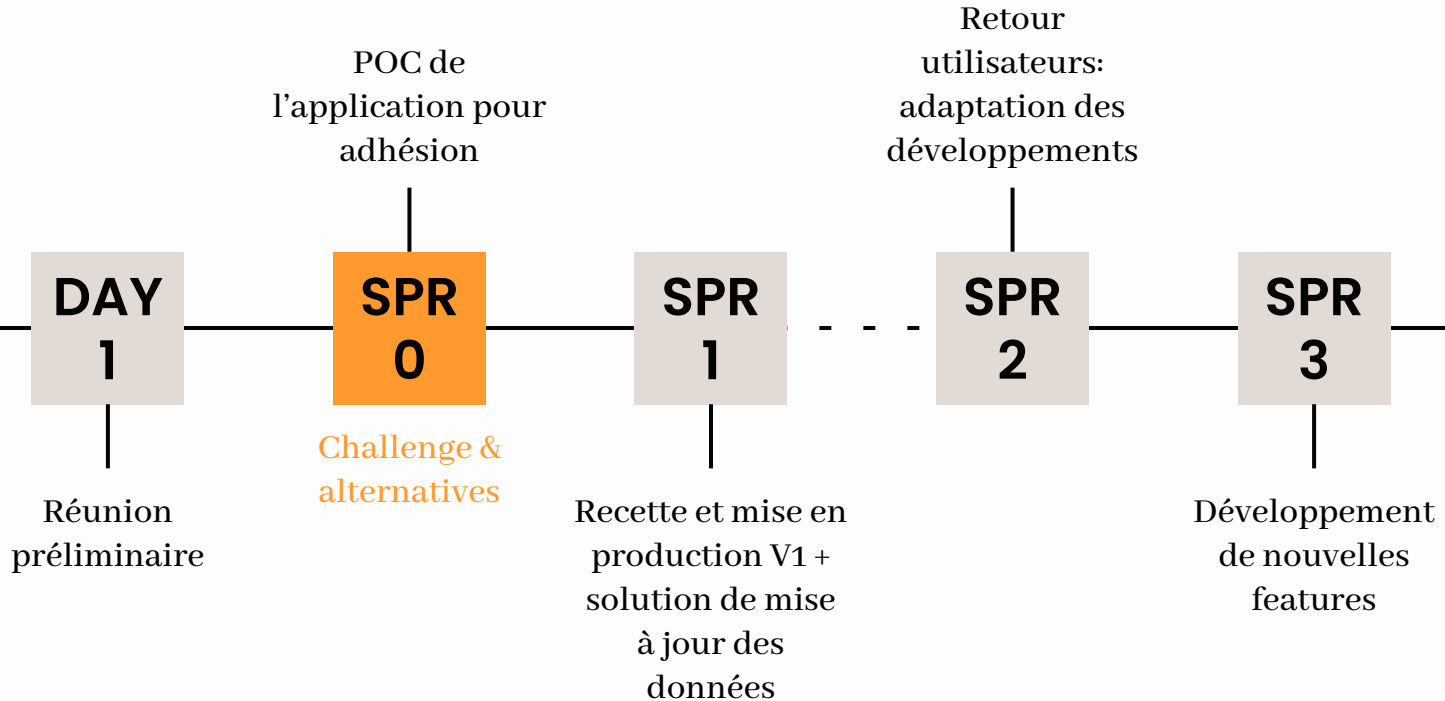 POC de
l'application pour
adhésion
Retour
utilisateurs:
adaptation des
développements
DAY
1
SPR
0
SPR
1
SPR
2
SPR
3
Réunion
préliminaire
Challenge &
alternatives
Recette et mise en
production V1 +
solution de mise
à jour des
données
Développement
de nouvelles
features